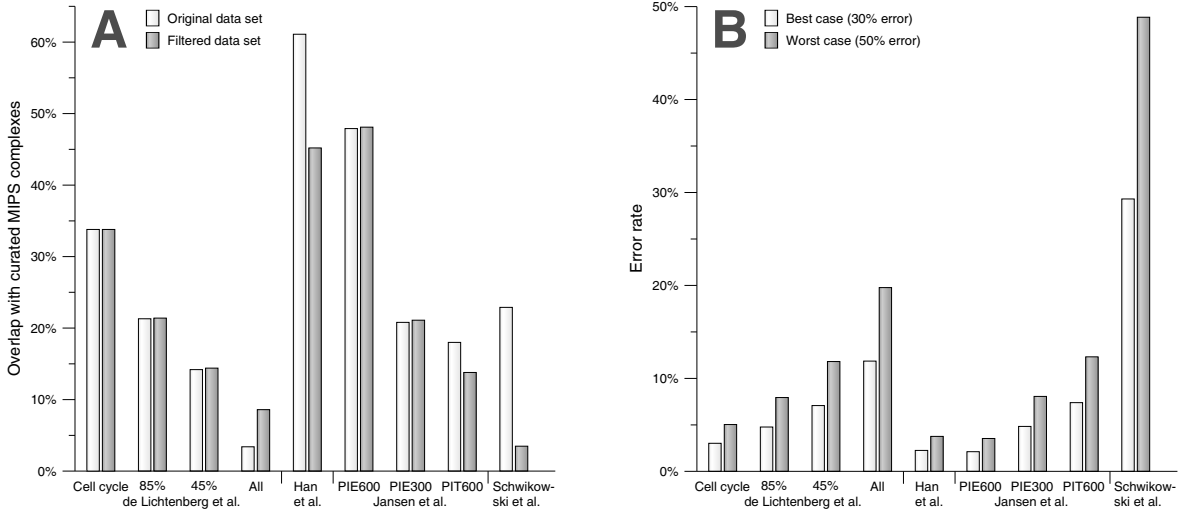 A
Original data set
Filtered data set
Overlap with curated MIPS complexes
60%
50%
40%
30%
20%
10%
0%
Cell cycle 85% 45% All Han PIE600 PIE300 PIT600 Schwikow-
de Lichtenberg et al. et al. Jansen et al. ski et al.
B
Best case (30% error)
Worst case (50% error)
Error rate
50%
40%
30%
20%
10%
0%
Cell cycle 85% 45% All Han PIE600 PIE300 PIT600 Schwikow-
de Lichtenberg et al. et al. Jansen et al. ski et al.